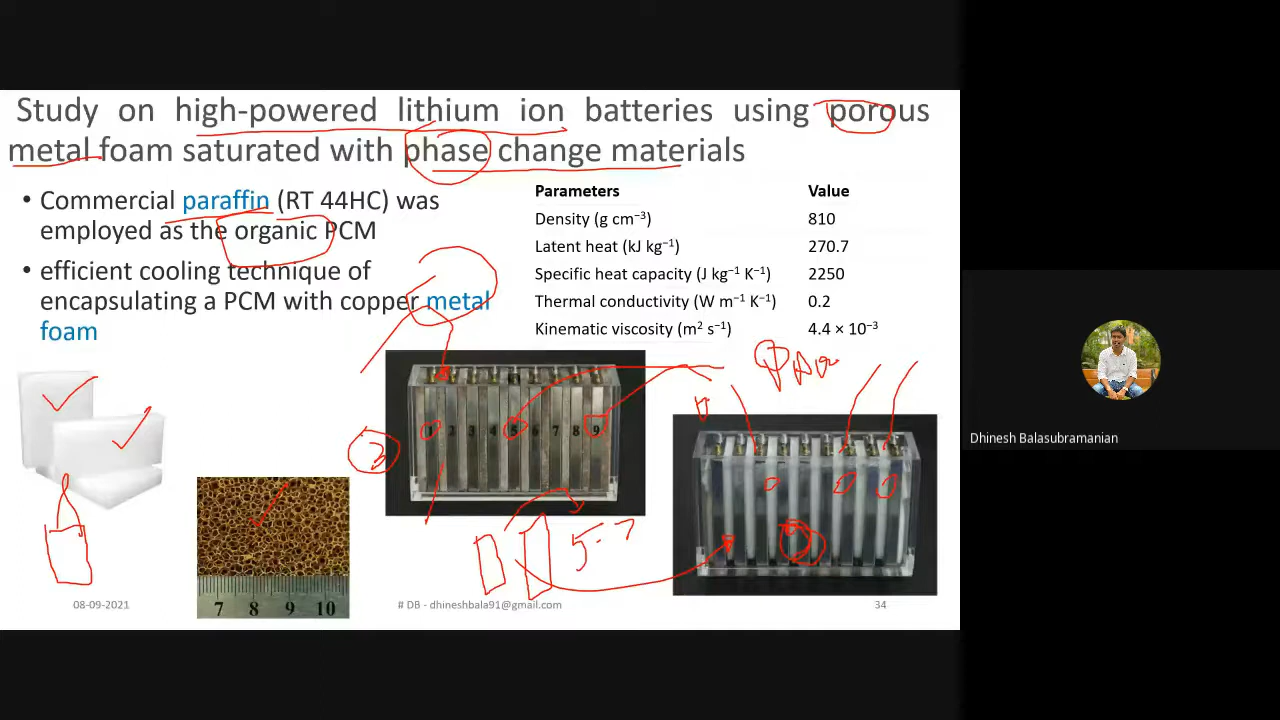 Study on high-powered lithium ion batteries using porous
metal foam saturated with phase change materials
• Commercial paraffin (RT 44HC) was
employed as the organic PCM
• efficient cooling technique of
encapsulating a PCM with copper metal
foam
Parameters Value
Density (g cm⁻³) 810
Latent heat (kJ kg⁻¹) 270.7
Specific heat capacity (J kg⁻¹ K⁻¹) 2250
Thermal conductivity (W m⁻¹ K⁻¹) 0.2
Kinematic viscosity (m² s⁻¹) 4.4 × 10⁻³
1 2 3 4 5 6 7 8 9
3
5-7
7 8 9 10
08-09-2021
# DB - dhineshbala91@gmail.com
34
Dhinesh Balasubramanian